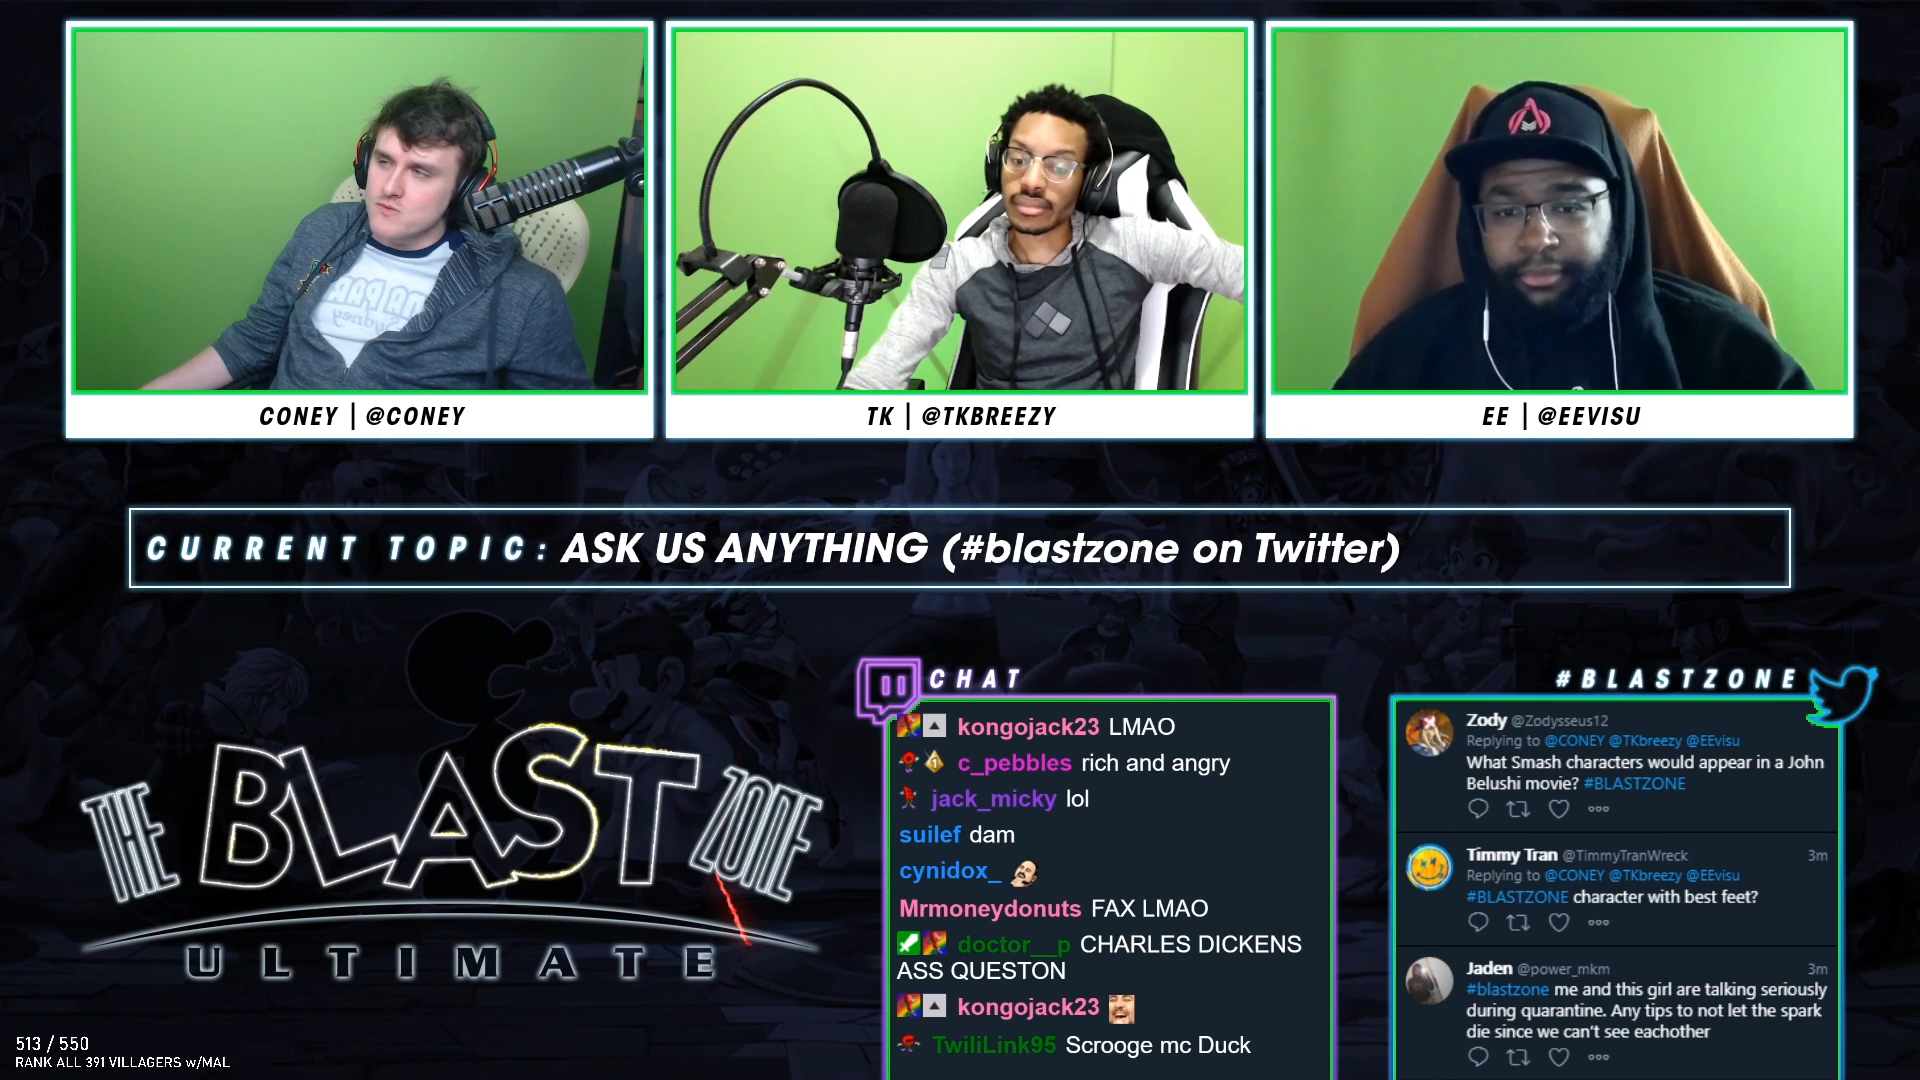 CONEY | @CONEY
TK | @TKBREEZY
EE | @EEVISU
CURRENT TOPIC: ASK US ANYTHING (#blastzone on Twitter)
THE BLAST ZONE
ULTIMATE
513 / 550
RANK ALL 391 VILLAGERS w/MAL
CHAT
kongojack23 LMAO
c_pebbles rich and angry
jack_micky lol
suilef dam
cynidox_
Mrmoneydonuts FAX LMAO
doctor__p CHARLES DICKENS
ASS QUESTON
kongojack23
TwiliLink95 Scrooge mc Duck
#BLASTZONE
Zody @Zodysseus12
Replying to @CONEY @TKbreezy @EEvisu
What Smash characters would appear in a John
Belushi movie? #BLASTZONE
Timmy Tran @TimmyTranWreck 3m
Replying to @CONEY @TKbreezy @EEvisu
#BLASTZONE character with best feet?
Jaden @power_mkm 3m
#blastzone me and this girl are talking seriously
during quarantine. Any tips to not let the spark
die since we can't see eachother